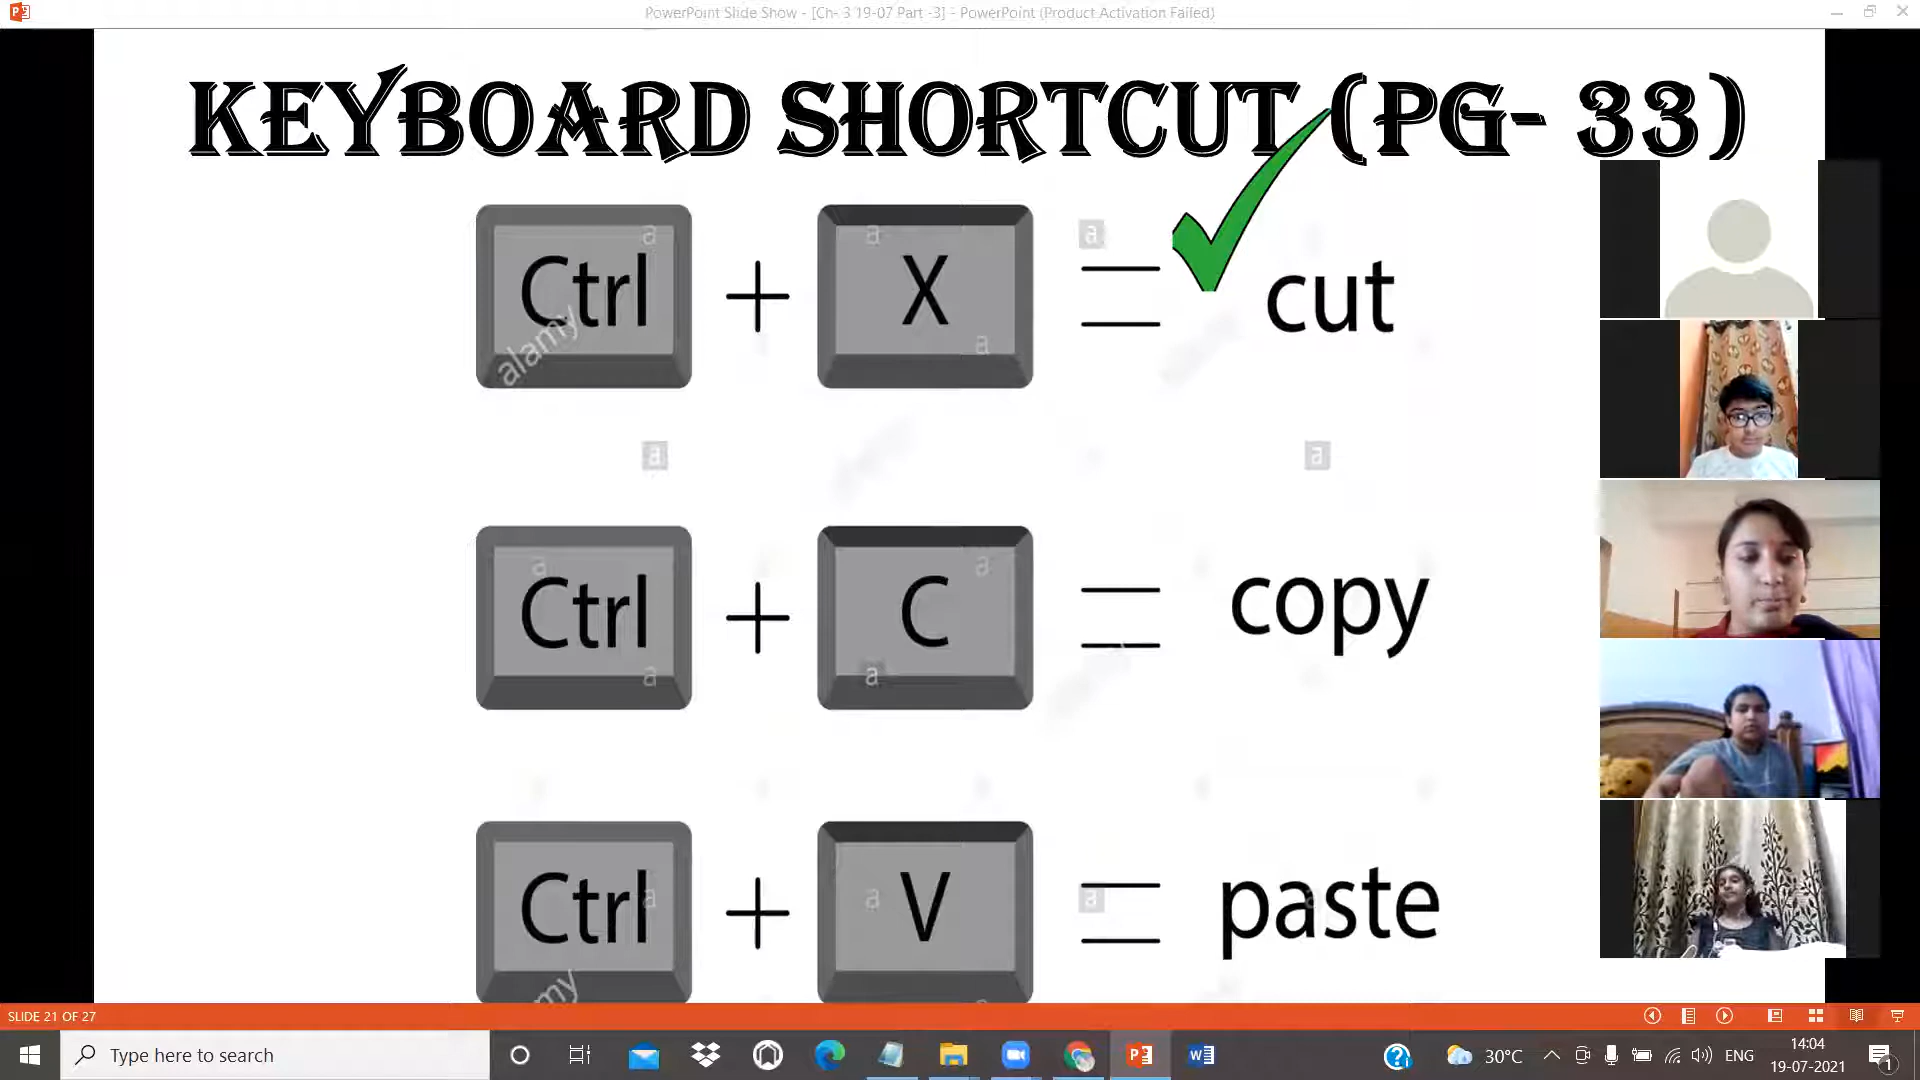 PowerPoint Slide Show - [Ch- 3 19-07 Part -3] - PowerPoint (Product Activation Failed)
KEYBOARD SHORTCUT (PG- 33)
Ctrl + X = cut
alamy
Ctrl + C = copy
Ctrl + V = paste
SLIDE 21 OF 27
Type here to search
30°C
ENG
14:04
19-07-2021
1